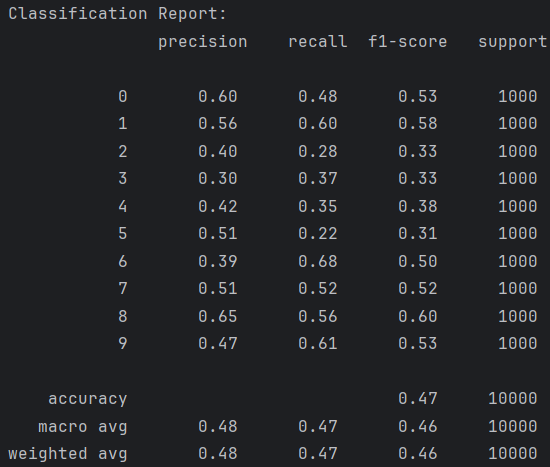 Classification Report:
precision recall f1-score support
0 0.60 0.48 0.53 1000
1 0.56 0.60 0.58 1000
2 0.40 0.28 0.33 1000
3 0.30 0.37 0.33 1000
4 0.42 0.35 0.38 1000
5 0.51 0.22 0.31 1000
6 0.39 0.68 0.50 1000
7 0.51 0.52 0.52 1000
8 0.65 0.56 0.60 1000
9 0.47 0.61 0.53 1000
accuracy 0.47 10000
macro avg 0.48 0.47 0.46 10000
weighted avg 0.48 0.47 0.46 10000